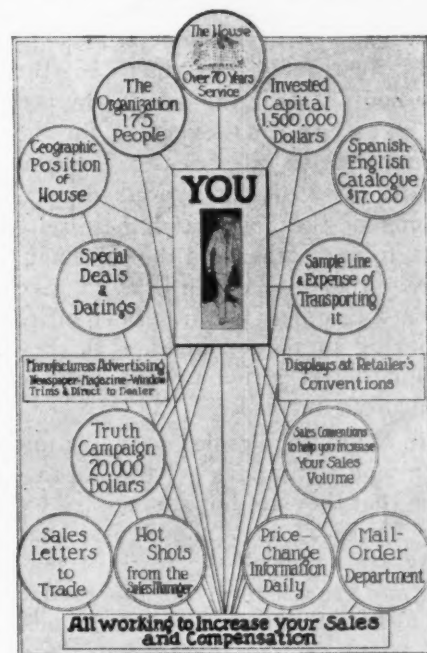 The House
Over 70 Years
Service
The
Organization
175
People
Invested
Capital
1,500,000
Dollars
Geographic
Position
of
House
YOU
Spanish-
English
Catalogue
$17,000
Special
Deals
&
Datings
Sample Line
& Expense of
Transporting
it
Manufacturers Advertising
Newspaper-Magazine-Window
Trims & Direct to Dealer
Displays at Retailer's
Conventions
Truth
Campaign
20,000
Dollars
Sales Conventions
to help you increase
Your Sales
Volume
Sales
Letters
to
Trade
Hot
Shots
from the
Sales Manager
Price-
Change
Information
Daily
Mail-
Order
Department
All working to Increase your Sales
and Compensation